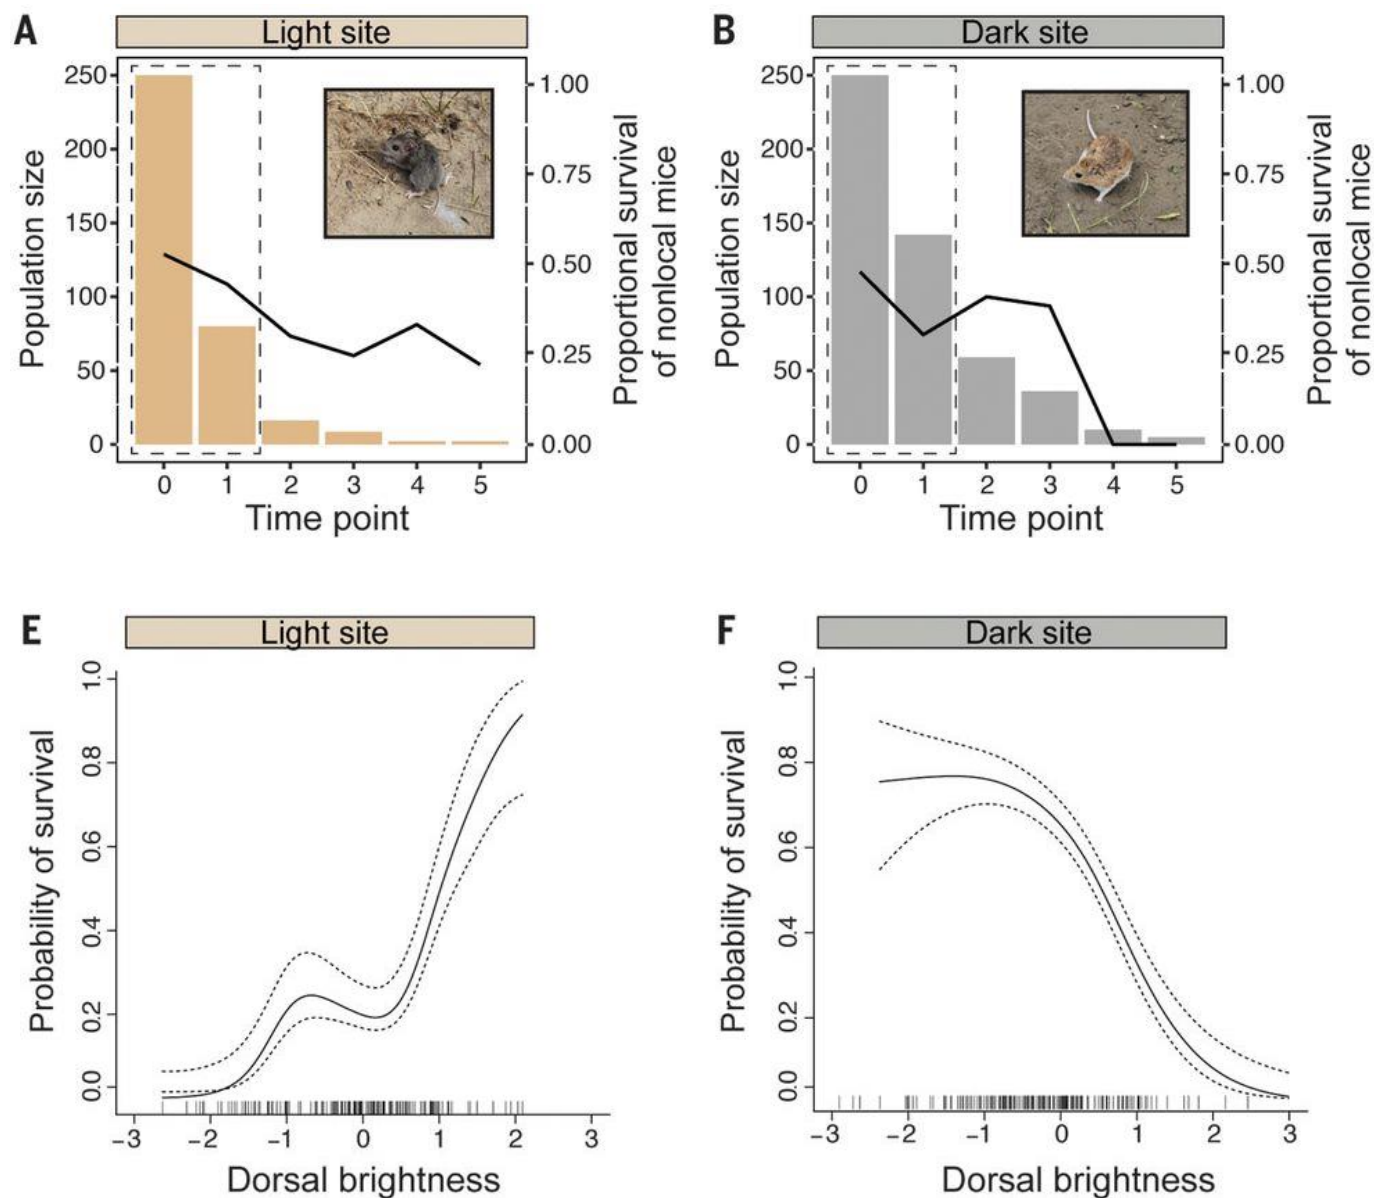 A
Light site
250
200
150
100
50
0
Population size
1.00
0.75
0.50
0.25
0.00
Proportional survival
of nonlocal mice
0 1 2 3 4 5
Time point
B
Dark site
250
200
150
100
50
0
Population size
1.00
0.75
0.50
0.25
0.00
Proportional survival
of nonlocal mice
0 1 2 3 4 5
Time point
E
Light site
1.0
0.8
0.6
0.4
0.2
0.0
Probability of survival
−3 −2 −1 0 1 2 3
Dorsal brightness
F
Dark site
1.0
0.8
0.6
0.4
0.2
0.0
Probability of survival
−3 −2 −1 0 1 2 3
Dorsal brightness